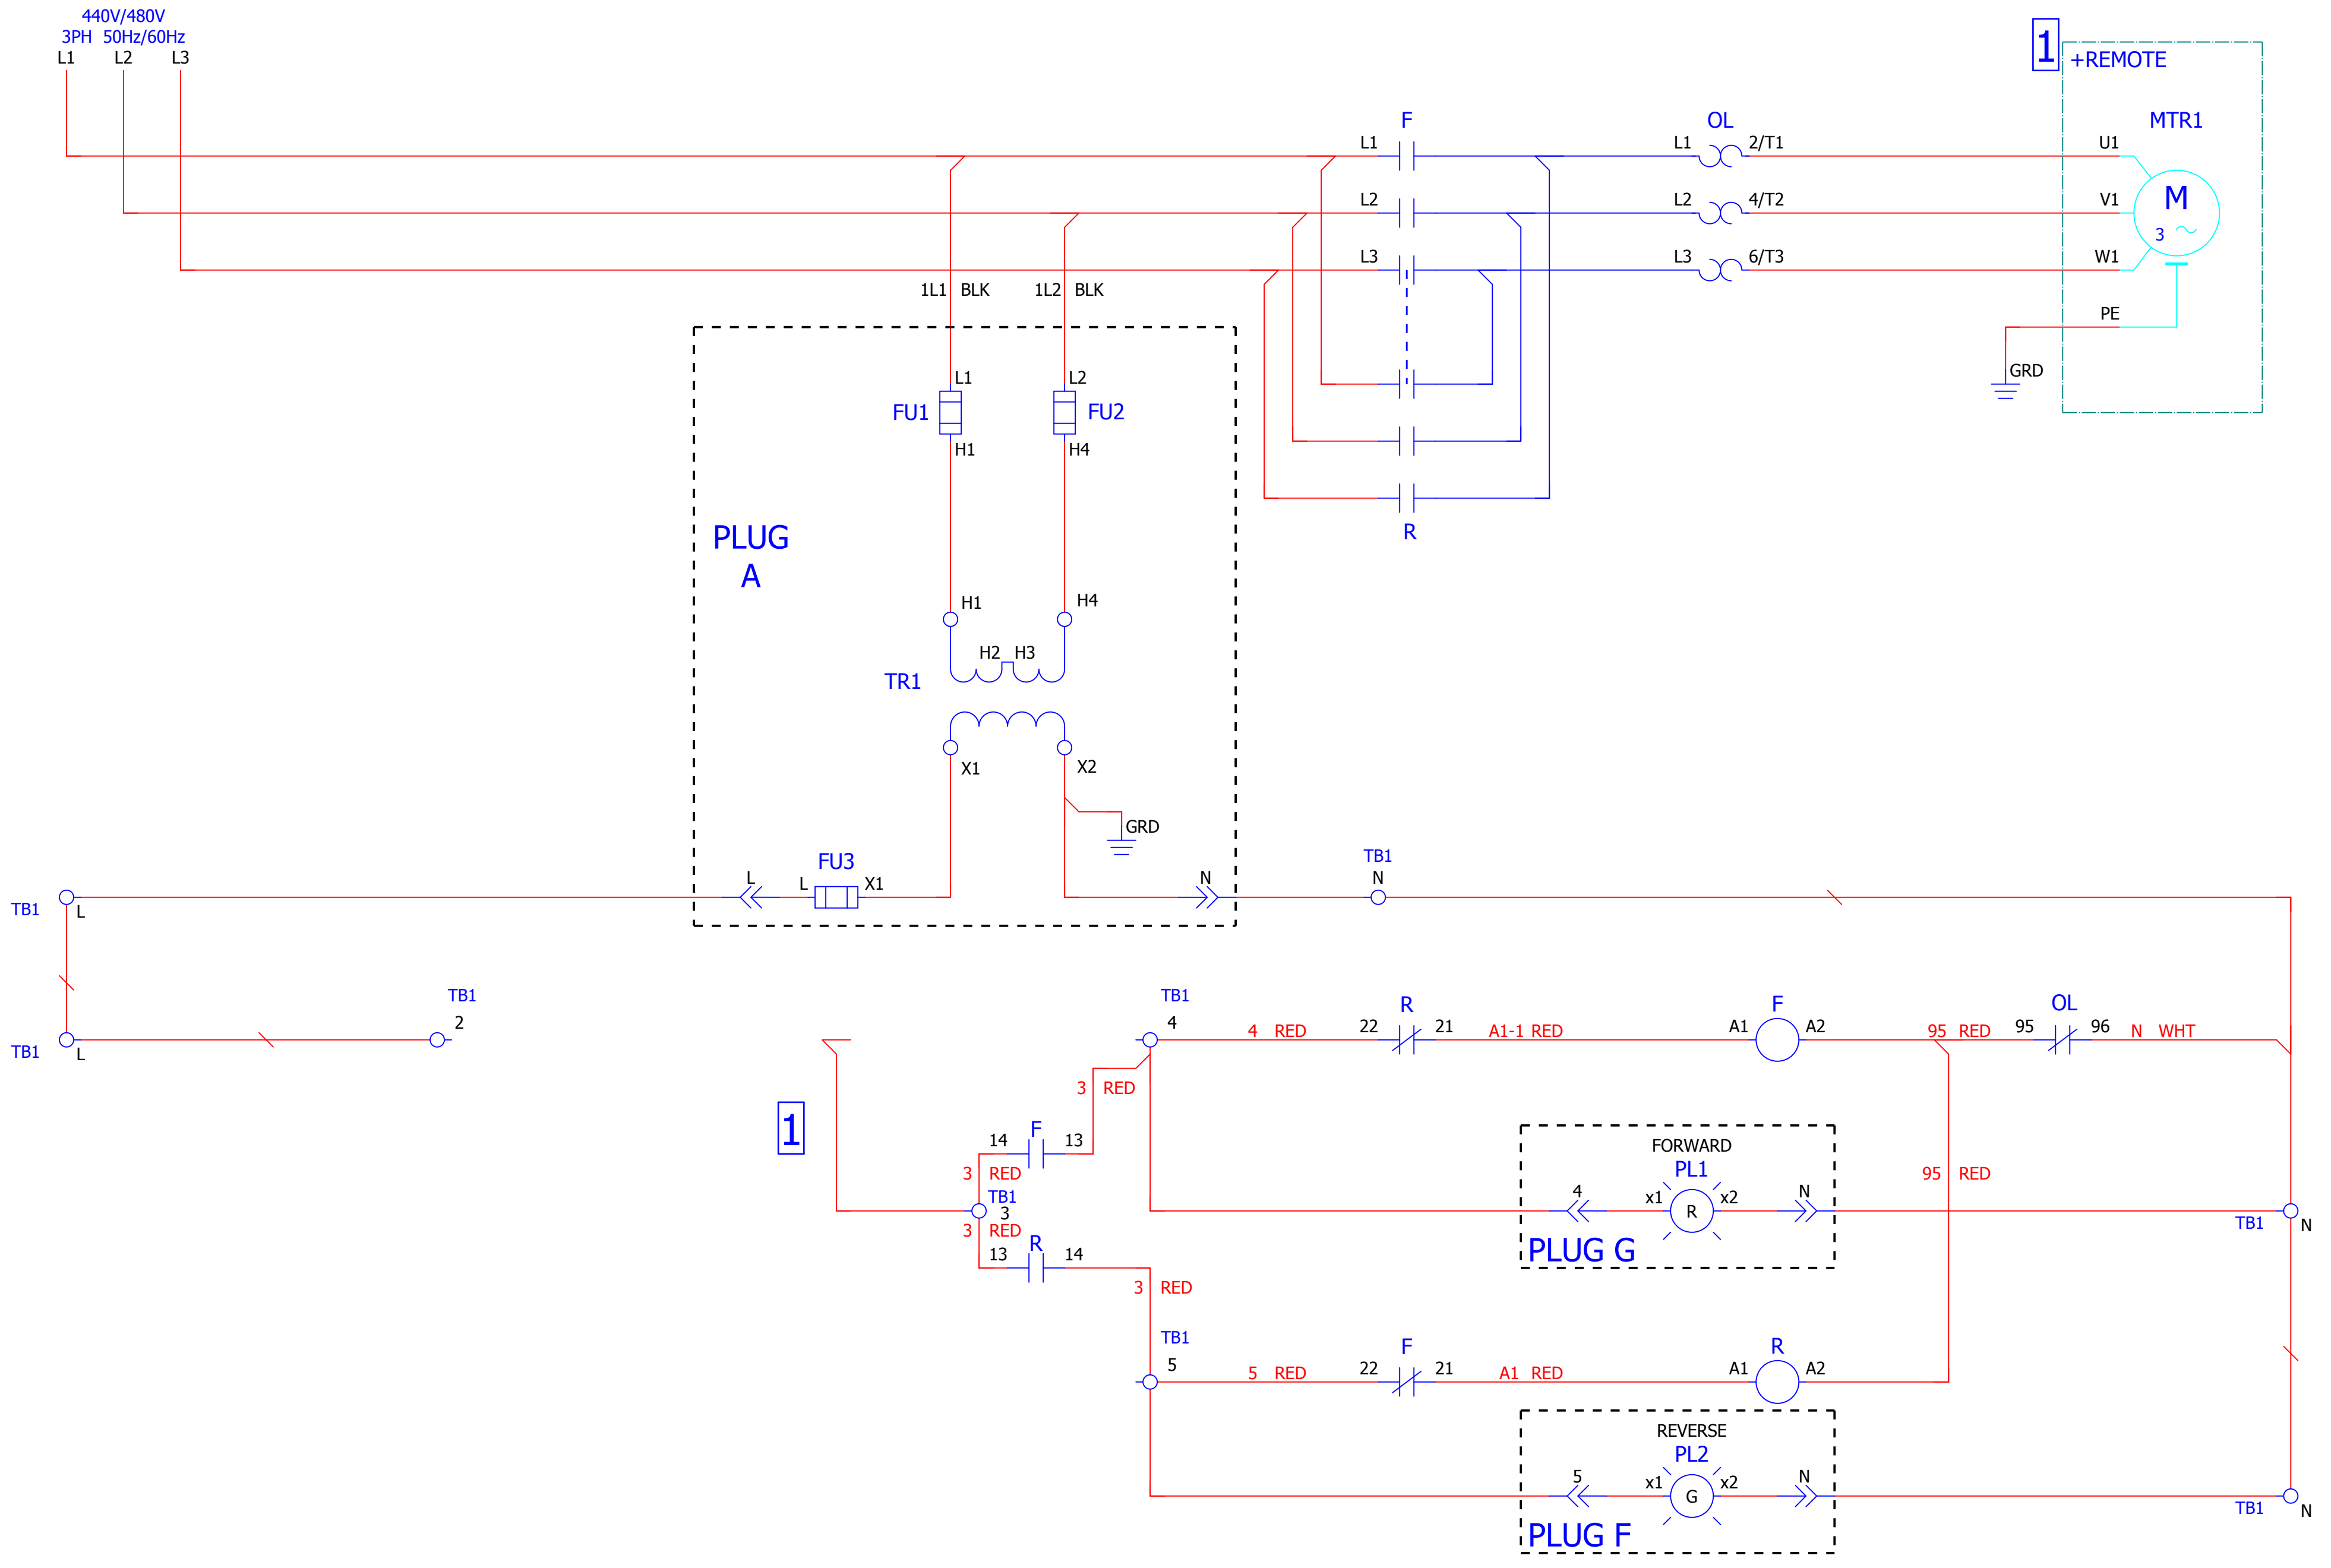 440V/480V
3PH 50Hz/60Hz
L1 L2 L3
1 +REMOTE
F OL MTR1
L1 L1 2/T1 U1
L2 L2 4/T2 V1 M
3
L3 L3 6/T3 W1
1L1 BLK 1L2 BLK
PE
GRD
L1 L2
FU1 FU2
H1 H4
R
PLUG
A
H1 H4
H2 H3
TR1
X1 X2
GRD
FU3
L L X1 N
TB1
N
TB1 L
TB1
2
TB1 L
TB1
4
4 RED
R
22 21
A1-1 RED
F
A1 A2
95 RED
OL
95 96
N WHT
3 RED
1
F
14 13
3 RED
TB1
3
3 RED
R
13 14
3 RED
FORWARD
PL1
4 x1 R x2 N
PLUG G
95 RED
TB1 N
TB1
5
5 RED
F
22 21
A1 RED
R
A1 A2
REVERSE
PL2
5 x1 G x2 N
PLUG F
TB1 N